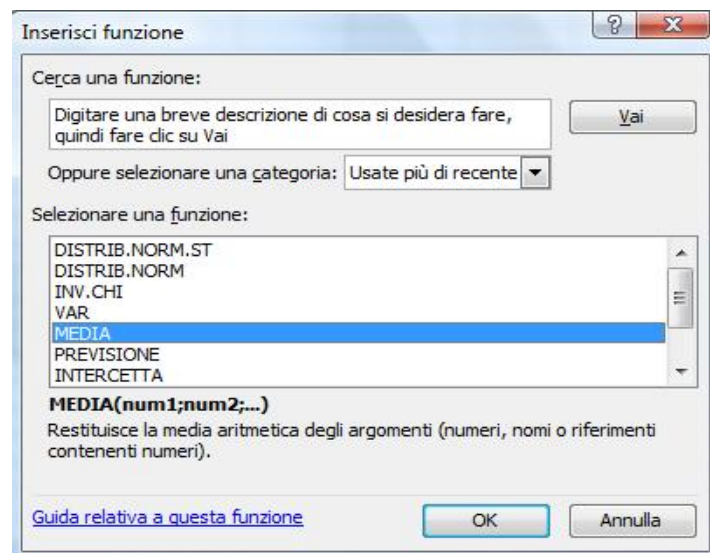 Inserisci funzione
Cerca una funzione:
Digitare una breve descrizione di cosa si desidera fare,
quindi fare clic su Vai
Vai
Oppure selezionare una categoria: Usate più di recente
Selezionare una funzione:
DISTRIB.NORM.ST
DISTRIB.NORM
INV.CHI
VAR
MEDIA
PREVISIONE
INTERCETTA
MEDIA(num1;num2;...)
Restituisce la media aritmetica degli argomenti (numeri, nomi o riferimenti
contenenti numeri).
Guida relativa a questa funzione
OK
Annulla